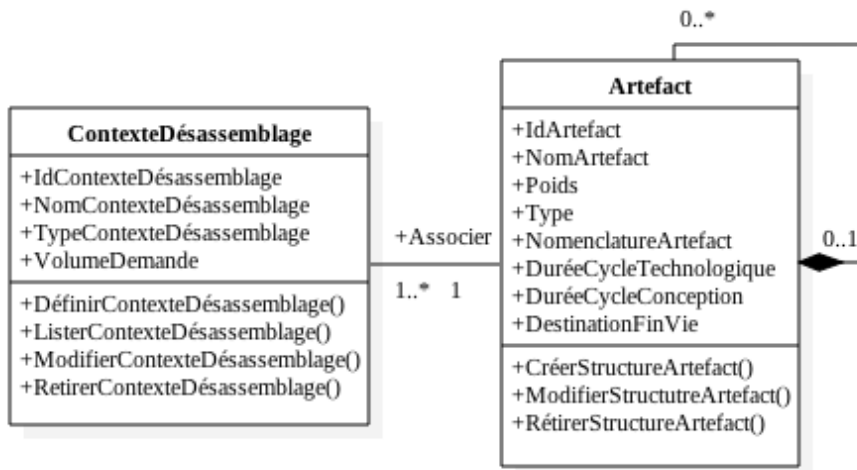 0..*
Artefact
+IdArtefact
+NomArtefact
+Poids
+Type
+NomenclatureArtefact
+DuréeCycleTechnologique
+DuréeCycleConception
+DestinationFinVie
+CréerStructureArtefact()
+ModifierStructutreArtefact()
+RétirerStructureArtefact()
ContexteDésassemblage
+IdContexteDésassemblage
+NomContexteDésassemblage
+TypeContexteDésassemblage
+VolumeDemande
+DéfinirContexteDésassemblage()
+ListerContexteDésassemblage()
+ModifierContexteDésassemblage()
+RetirerContexteDésassemblage()
+Associer
1..* 1
0..1